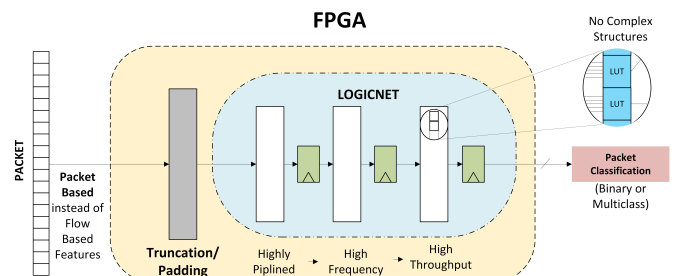 FPGA
No Complex
Structures
LUT
LUT
LOGICNET
PACKET
Packet
Based
instead of
Flow
Based
Features
Truncation/
Padding
Highly
Piplined
High
Frequency
High
Throughput
Packet
Classification
(Binary or
Multiclass)